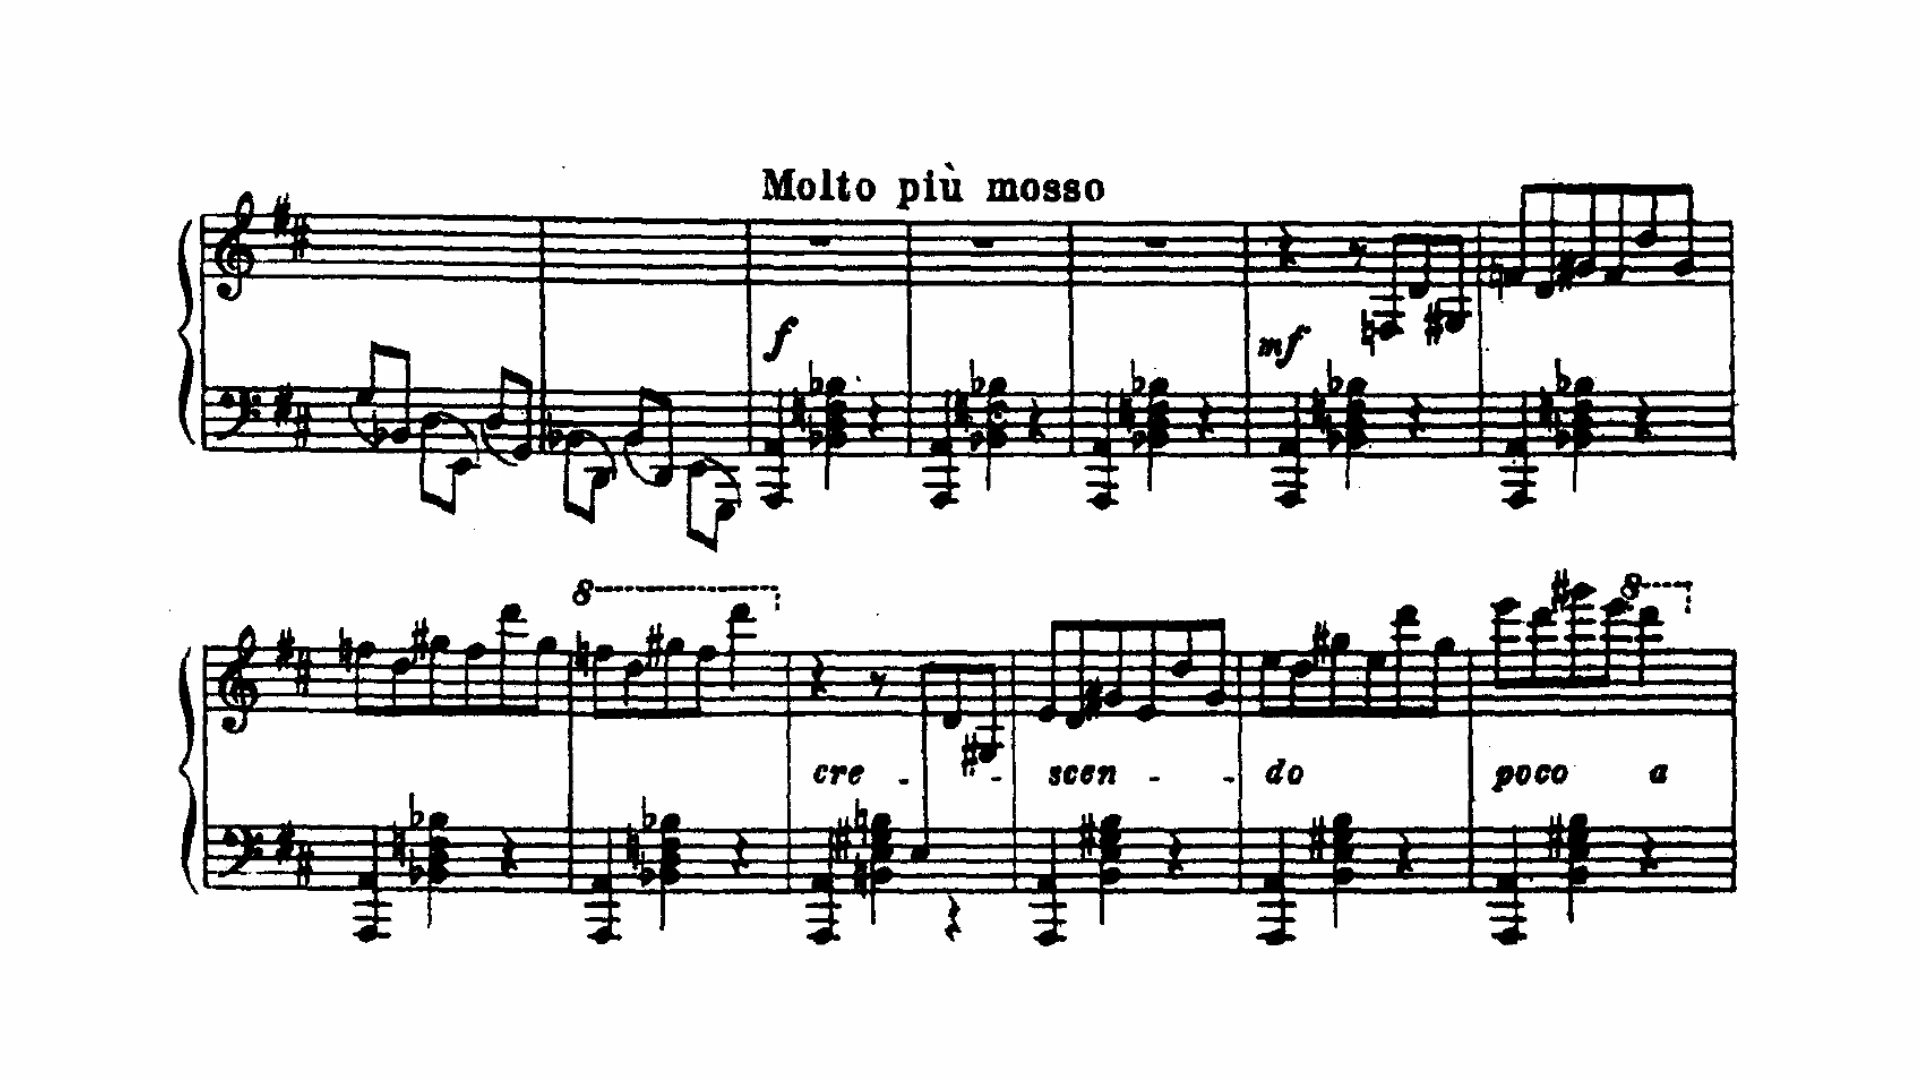 Molto più mosso
f
mf
8
8
cre - - scen - - do poco a